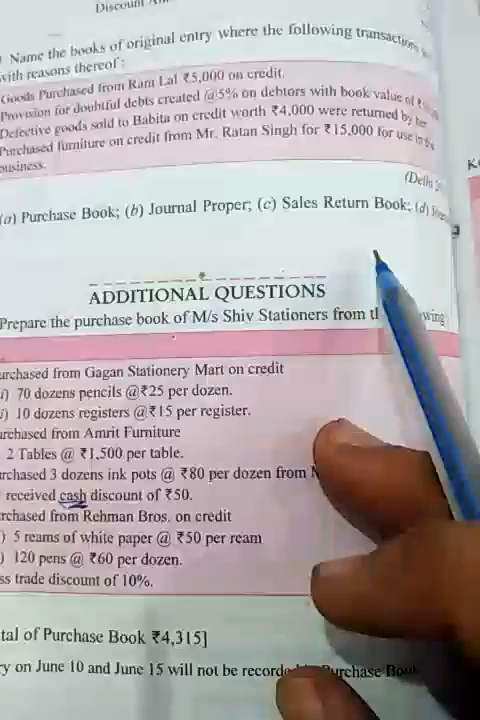 Discount
Name the books of original entry where the following transactions
with reasons thereof :
Goods Purchased from Ram Lal ₹5,000 on credit.
Provision for doubtful debts created @5% on debtors with book value of
Defective goods sold to Babita on credit worth ₹4,000 were returned by her
Purchased furniture on credit from Mr. Ratan Singh for ₹15,000 for use in
business.
(Delhi
(a) Purchase Book; (b) Journal Proper; (c) Sales Return Book; (d)
ADDITIONAL QUESTIONS
Prepare the purchase book of M/s Shiv Stationers from owing
urchased from Gagan Stationery Mart on credit
i) 70 dozens pencils @₹25 per dozen.
i) 10 dozens registers @₹15 per register.
urchased from Amrit Furniture
2 Tables @ ₹1,500 per table.
urchased 3 dozens ink pots @ ₹80 per dozen from
received cash discount of ₹50.
rchased from Rehman Bros. on credit
) 5 reams of white paper @ ₹50 per ream
) 120 pens @ ₹60 per dozen.
ss trade discount of 10%.
tal of Purchase Book ₹4,315]
ry on June 10 and June 15 will not be recorded Purchase Book